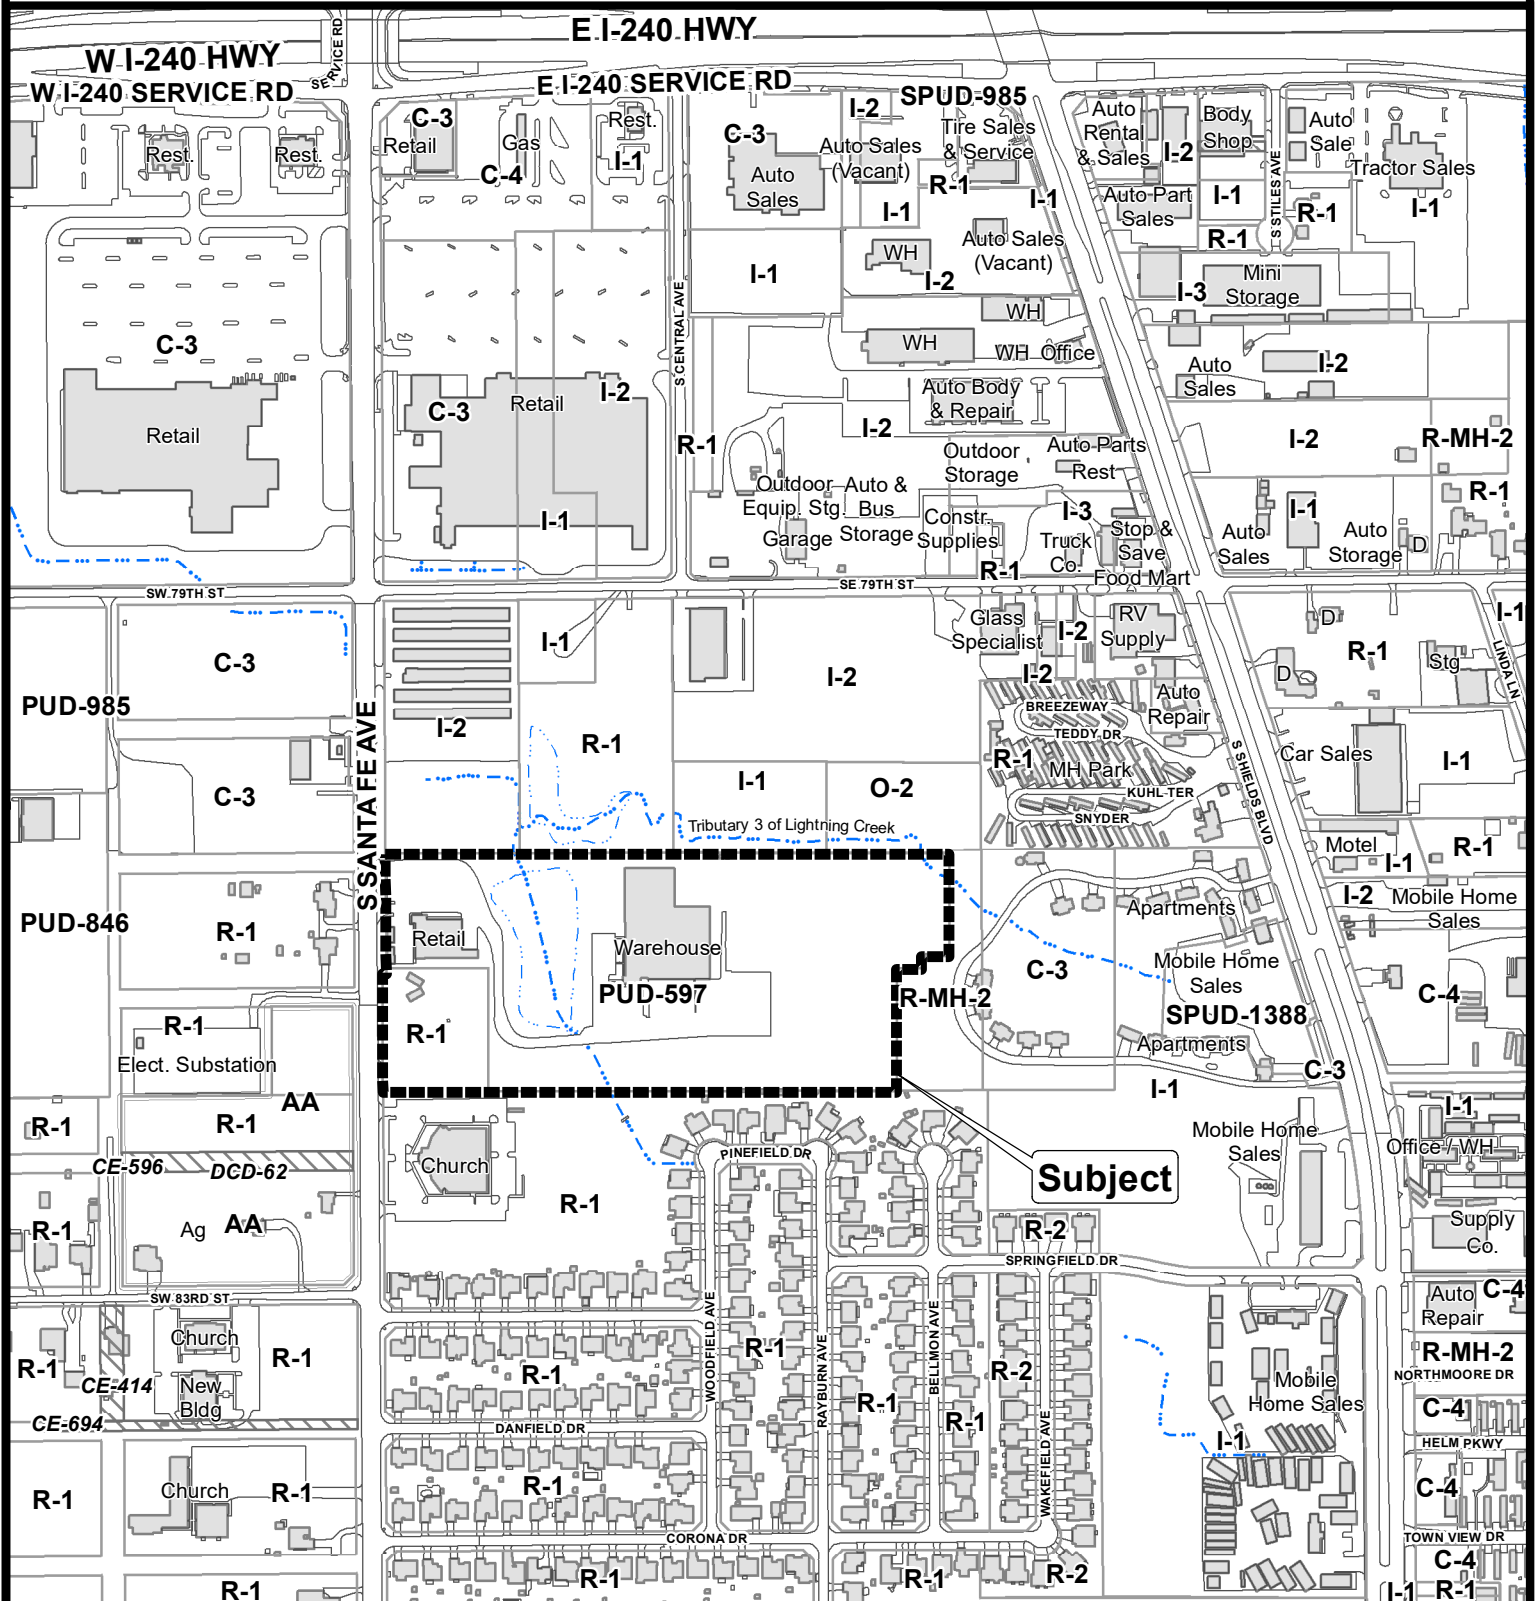 E I-240 HWY
W I-240 HWY
SERVICE RD
W I-240 SERVICE RD
E I-240 SERVICE RD
SPUD-985
C-3
Retail
Gas
C-4
Rest.
I-1
Rest.
Rest.
C-3
Auto
Sales
I-2
Auto Sales
(Vacant)
I-1
Tire Sales
& Service
R-1
I-1
Auto
Rental
& Sales
I-2
Body
Shop
Auto
Sale
Tractor Sales
I-1
Auto Part
Sales
I-1
R-1
S STILES AVE
R-1
Auto Sales
(Vacant)
WH
I-2
I-1
Mini
Storage
I-3
WH
WH
WH Office
S CENTRAL AVE
C-3
Retail
C-3
Retail
I-2
I-1
R-1
Auto Body
& Repair
I-2
Auto
Sales
I-2
I-2
R-MH-2
R-1
Outdoor
Storage
Auto Parts
Rest
Outdoor
Equip. Stg.
Auto &
Bus
Storage
Garage
Constr.
Supplies
I-3
Truck
Co.
Stop &
Save
Food Mart
R-1
Auto
Sales
I-1
Auto
Storage
D
SW 79TH ST
SE 79TH ST
C-3
PUD-985
C-3
S SANTA FE AVE
I-1
I-2
R-1
I-2
I-1
O-2
Glass
Specialist
I-2
I-2
RV
Supply
Auto
Repair
BREEZEWAY
TEDDY DR
R-1
MH Park
KUHL TER
SNYDER
S SHIELDS BLVD
D
R-1
D
Stg
I-1
LINDA LN
Car Sales
I-1
Motel
I-1
R-1
I-2
Mobile Home
Sales
Tributary 3 of Lightning Creek
PUD-846
R-1
Retail
Warehouse
PUD-597
R-1
R-MH-2
C-3
Apartments
Mobile Home
Sales
SPUD-1388
Apartments
C-3
C-4
I-1
R-1
Elect. Substation
AA
R-1
R-1
CE-596
DCD-62
R-1
Ag
AA
Church
R-1
PINEFIELD DR
Subject
Mobile Home
Sales
I-1
Office / WH
Supply
Co.
R-2
SPRINGFIELD DR
SW 83RD ST
Church
R-1
R-1
CE-414
New
Bldg
CE-694
R-1
DANFIELD DR
R-1
WOODFIELD AVE
R-1
RAYBURN AVE
R-1
BELLMON AVE
R-1
R-2
WAKEFIELD AVE
Mobile
Home Sales
I-1
Auto
Repair
C-4
R-MH-2
NORTHMOORE DR
C-4
HELM PKWY
C-4
TOWN VIEW DR
C-4
I-1
R-1
R-1
Church
R-1
CORONA DR
R-1
R-1
R-1
R-2